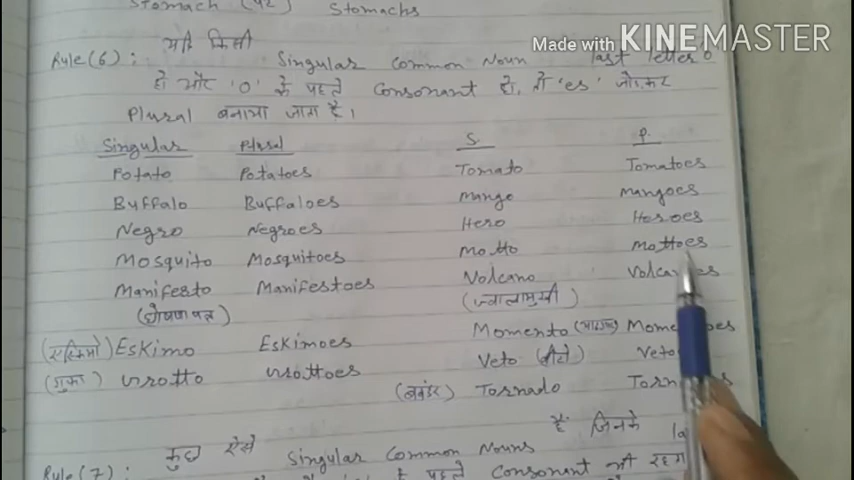 Stomach Stomachs
Made with KINEMASTER
Rule(6): यदि किसी Singular Common Noun last letter o
हो और 'o' के पहले Consonant हो, तो 'es' जोड़कर
Plural बनाया जाता है।
Singular Plural S. P.
Potato Potatoes Tomato Tomatoes
Buffalo Buffaloes Mango Mangoes
Negro Negroes Hero Heroes
Mosquito Mosquitoes Motto Mottoes
Manifesto Manifestoes Volcano
(घोषणा पत्र) (ज्वालामुखी)
Momento
(एस्किमो) Eskimo Eskimoes Veto (वीटो) Veto
(गुफा) Grotto Grottoes (बवंडर) Tornado
Rule(7): कुछ ऐसे Singular Common Nouns हैं जिनके
पहले Consonant भी